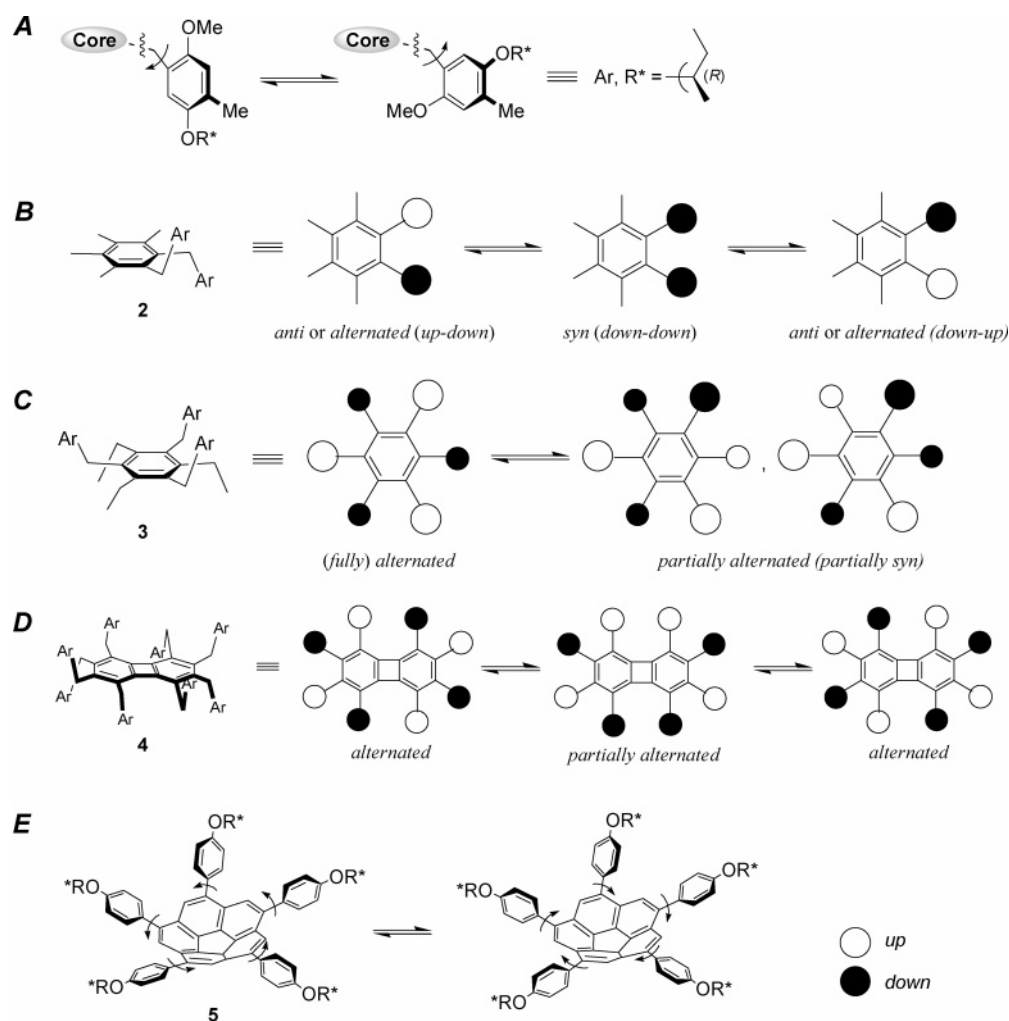 A
Core OMe Me OR*
Core OR* MeO Me
Ar, R* = (R)
B
Ar Ar
2
anti or alternated (up-down)
syn (down-down)
anti or alternated (down-up)
C
Ar Ar Ar
3
(fully) alternated
,
partially alternated (partially syn)
D
Ar Ar Ar Ar Ar Ar Ar Ar
4
alternated
partially alternated
alternated
E
OR* *RO OR* *RO OR*
5
OR* *RO OR* *RO OR*
up
down